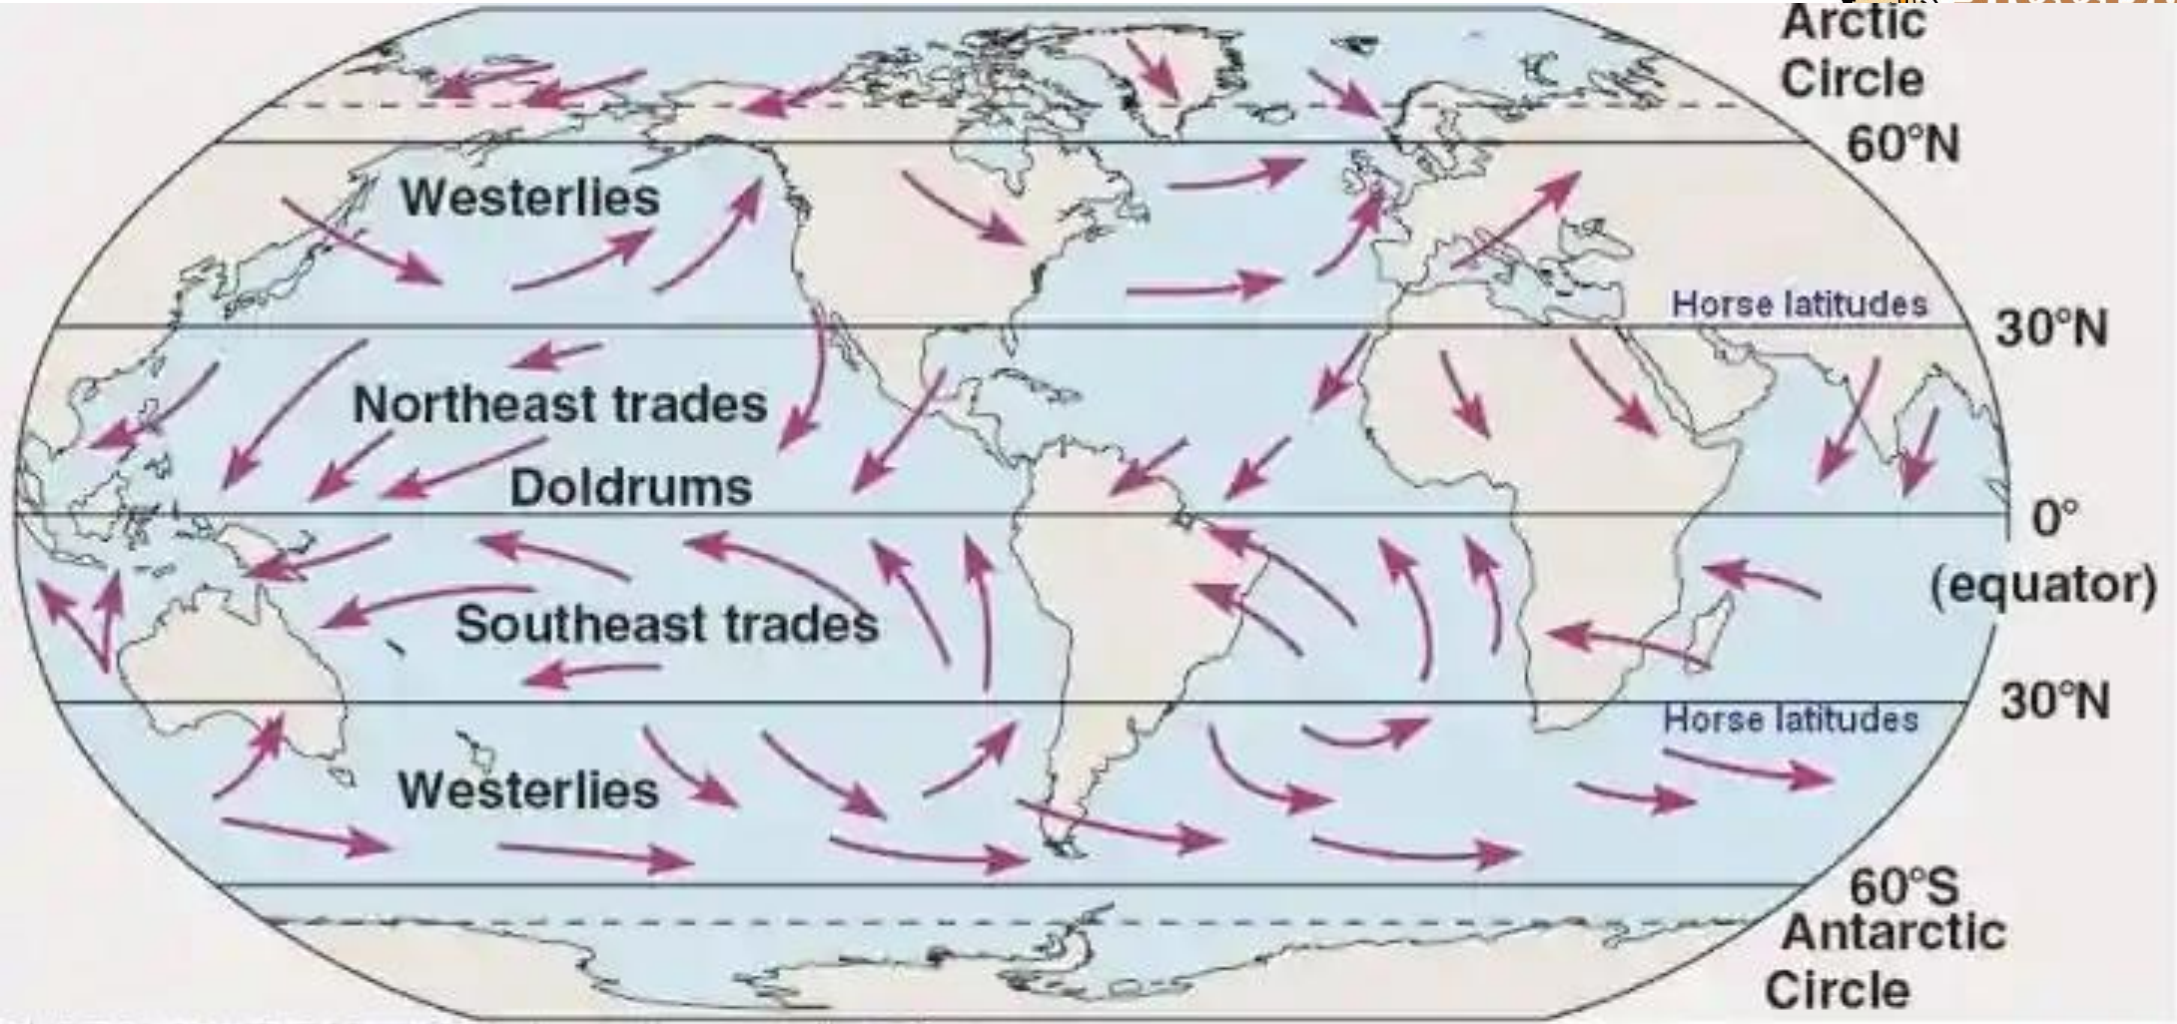 Arctic
Circle
60°N
Westerlies
Horse latitudes
30°N
Northeast trades
Doldrums
0°
(equator)
Southeast trades
30°N
Horse latitudes
Westerlies
60°S
Antarctic
Circle